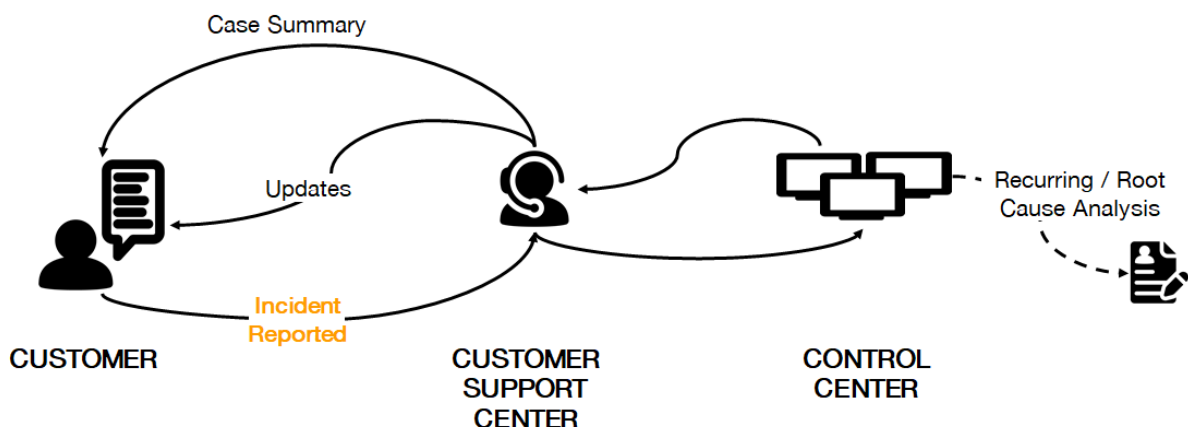 Case Summary
Updates
Recurring / Root
Cause Analysis
Incident
Reported
CUSTOMER
CUSTOMER
SUPPORT
CENTER
CONTROL
CENTER